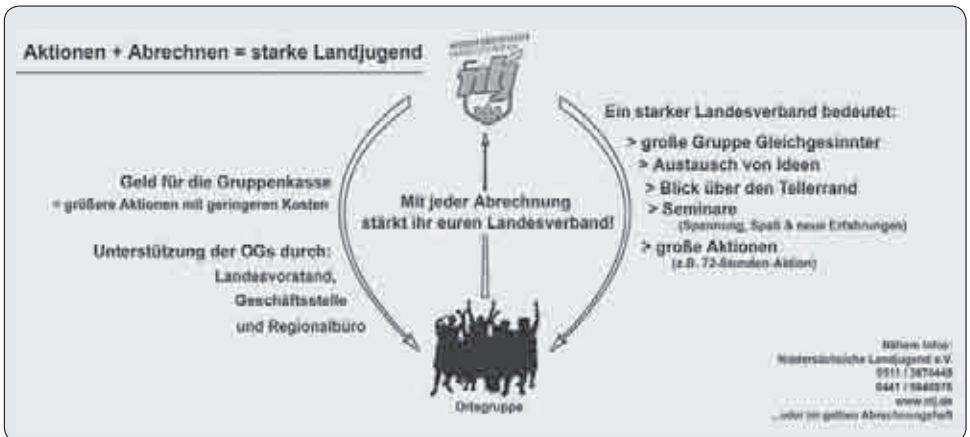 Aktionen + Abrechnen = starke Landjugend
nlj
Geld für die Gruppenkasse
= größere Aktionen mit geringeren Kosten
Unterstützung der OGs durch:
Landesvorstand,
Geschäftsstelle
und Regionalbüro
Mit jeder Abrechnung
stärkt ihr euren Landesverband!
Ortsgruppe
Ein starker Landesverband bedeutet:
> große Gruppe Gleichgesinnter
> Austausch von Ideen
> Blick über den Tellerrand
> Seminare
(Spannung, Spaß & neue Erfahrungen)
> große Aktionen
(z.B. 72-Stunden-Aktion)
Infos:
Niedersächsische Landjugend e.V.
www.nlj.de
...oder im gelben Abrechnungsheft